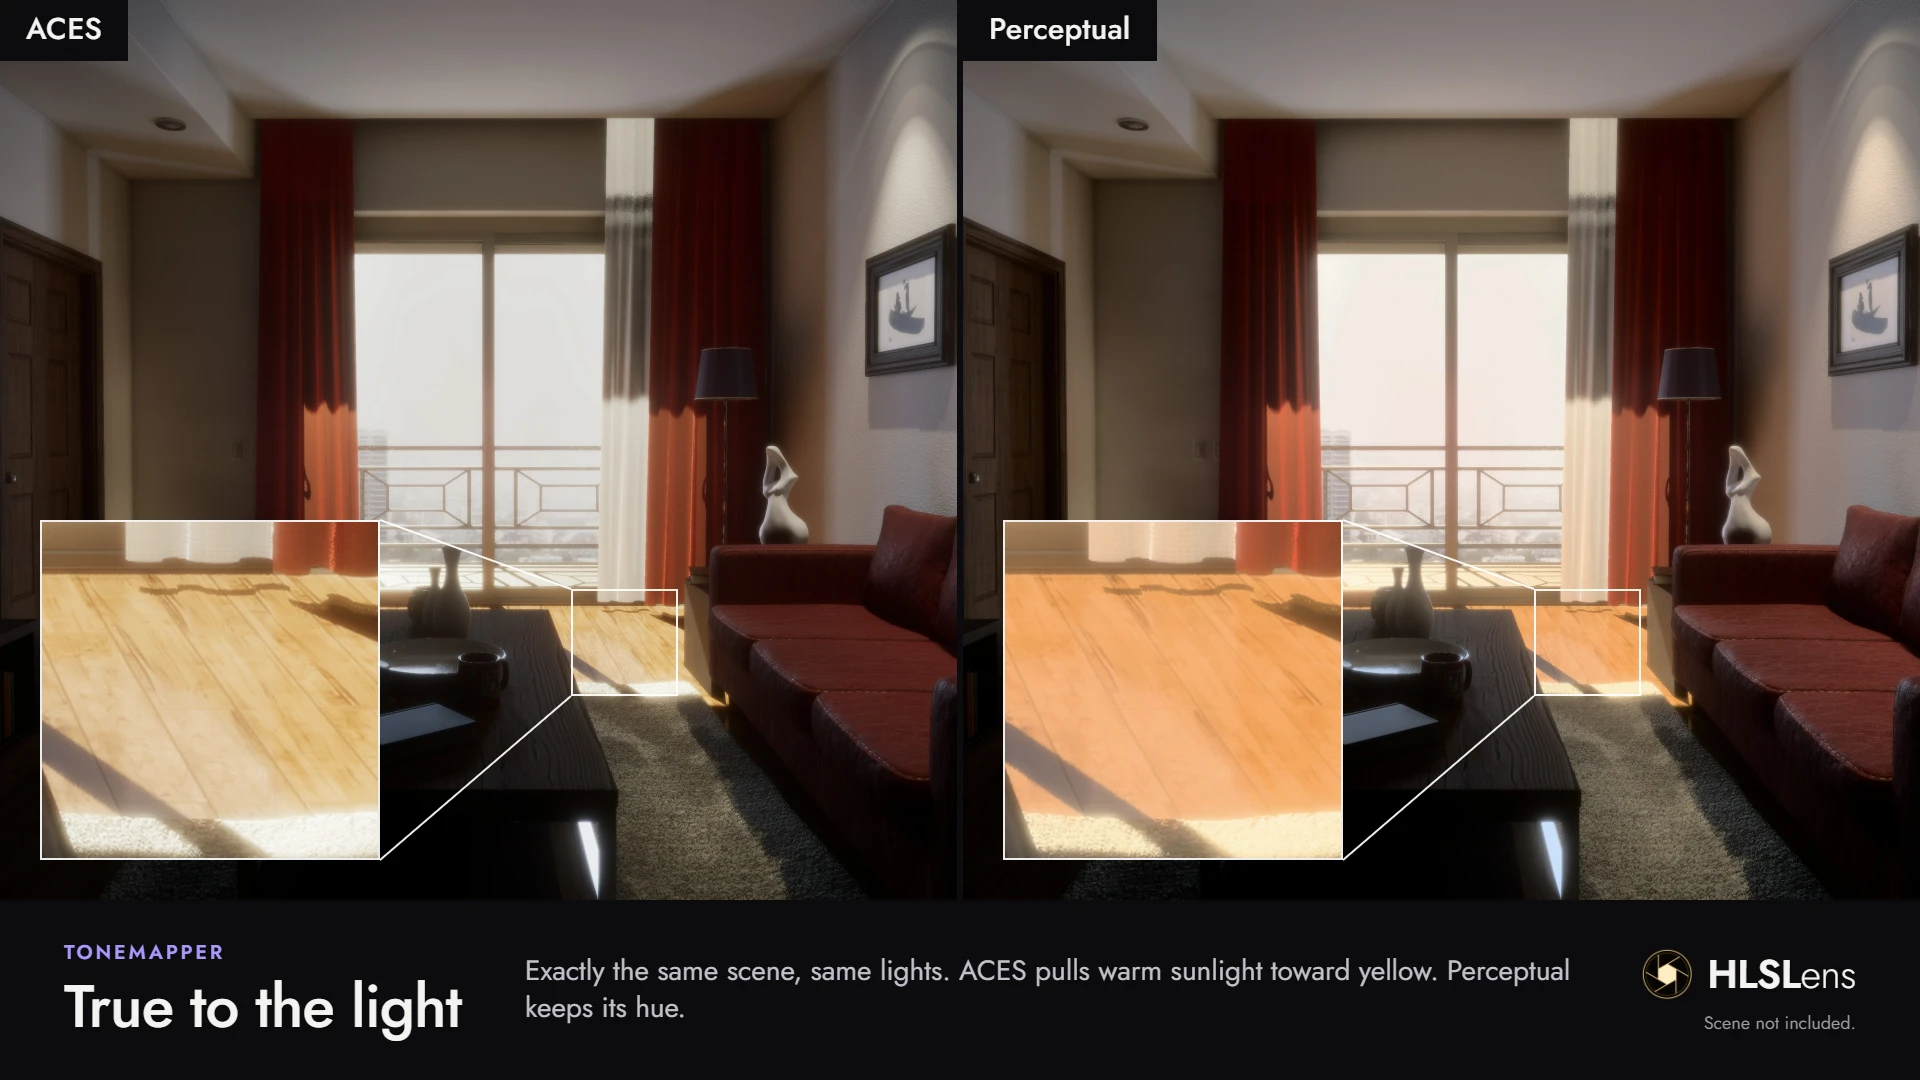 ACES
Perceptual
TONEMAPPER
True to the light
Exactly the same scene, same lights. ACES pulls warm sunlight toward yellow. Perceptual
keeps its hue.
HLSLens
Scene not included.